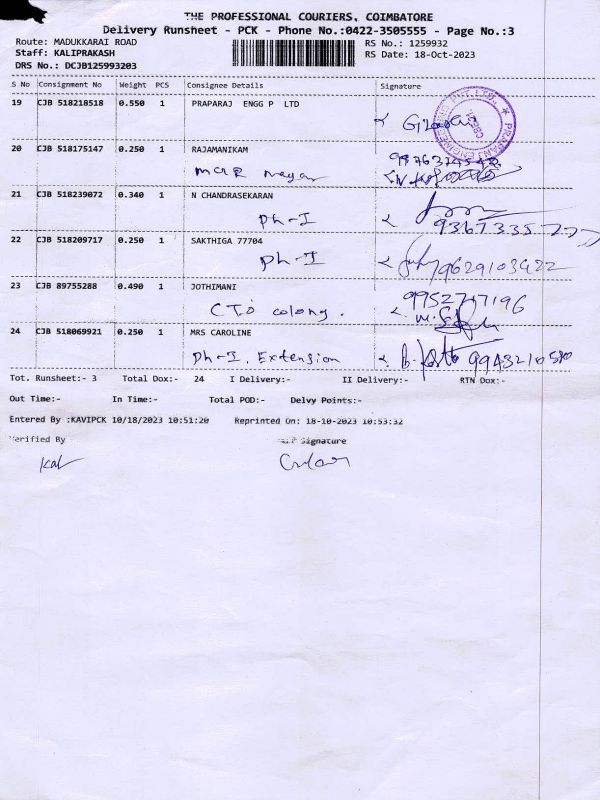 THE PROFESSIONAL COURIERS, COIMBATORE
Delivery Runsheet - PCK - Phone No.:0422-3505555 - Page No.:3
Route: MADUKKARAI ROAD
RS No.: 1259932
Staff: KALIPRAKASH
RS Date: 18-Oct-2023
DRS No.: DCJB125993203
S No Consignment No Weight PCS Consignee Details Signature
19 CJB 518218518 0.550 1 PRAPARAJ ENGG P LTD
20 CJB 518175147 0.250 1 RAJAMANIKAM
MGR nagar
21 CJB 518239072 0.340 1 N CHANDRASEKARAN
Ph-I
22 CJB 518209717 0.250 1 SAKTHIGA 77704
Ph-I 9629103922
23 CJB 89755288 0.490 1 JOTHIMANI
CTO colony.
24 CJB 518069921 0.250 1 MRS CAROLINE
Ph-I. Extension
Tot. Runsheet:- 3 Total Dox:- 24 I Delivery:- II Delivery:- RTN Dox:-
Out Time:- In Time:- Total POD:- Delvy Points:-
Entered By :KAVIPCK 10/18/2023 10:51:20 Reprinted On: 18-10-2023 10:53:32
Verified By Signature